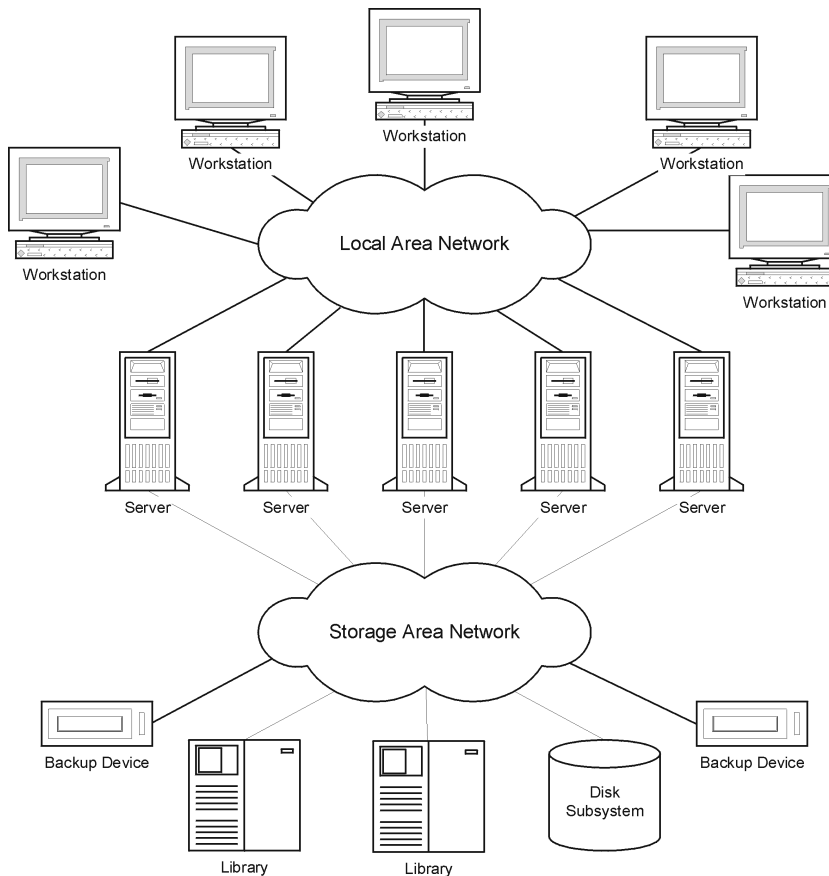 Workstation
Workstation
Workstation
Workstation
Workstation
Local Area Network
Server
Server
Server
Server
Server
Storage Area Network
Backup Device
Backup Device
Disk
Subsystem
Library
Library